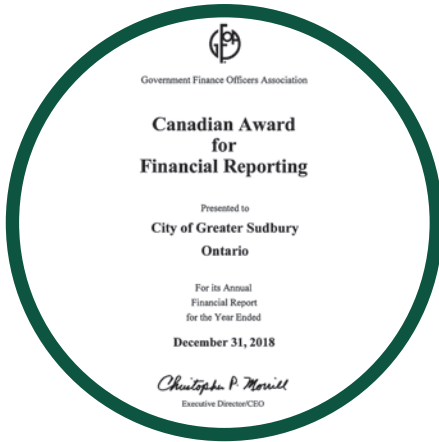 GFOA
Government Finance Officers Association
Canadian Award
for
Financial Reporting
Presented to
City of Greater Sudbury
Ontario
For its Annual
Financial Report
for the Year Ended
December 31, 2018
Christopher P. Morrill
Executive Director/CEO